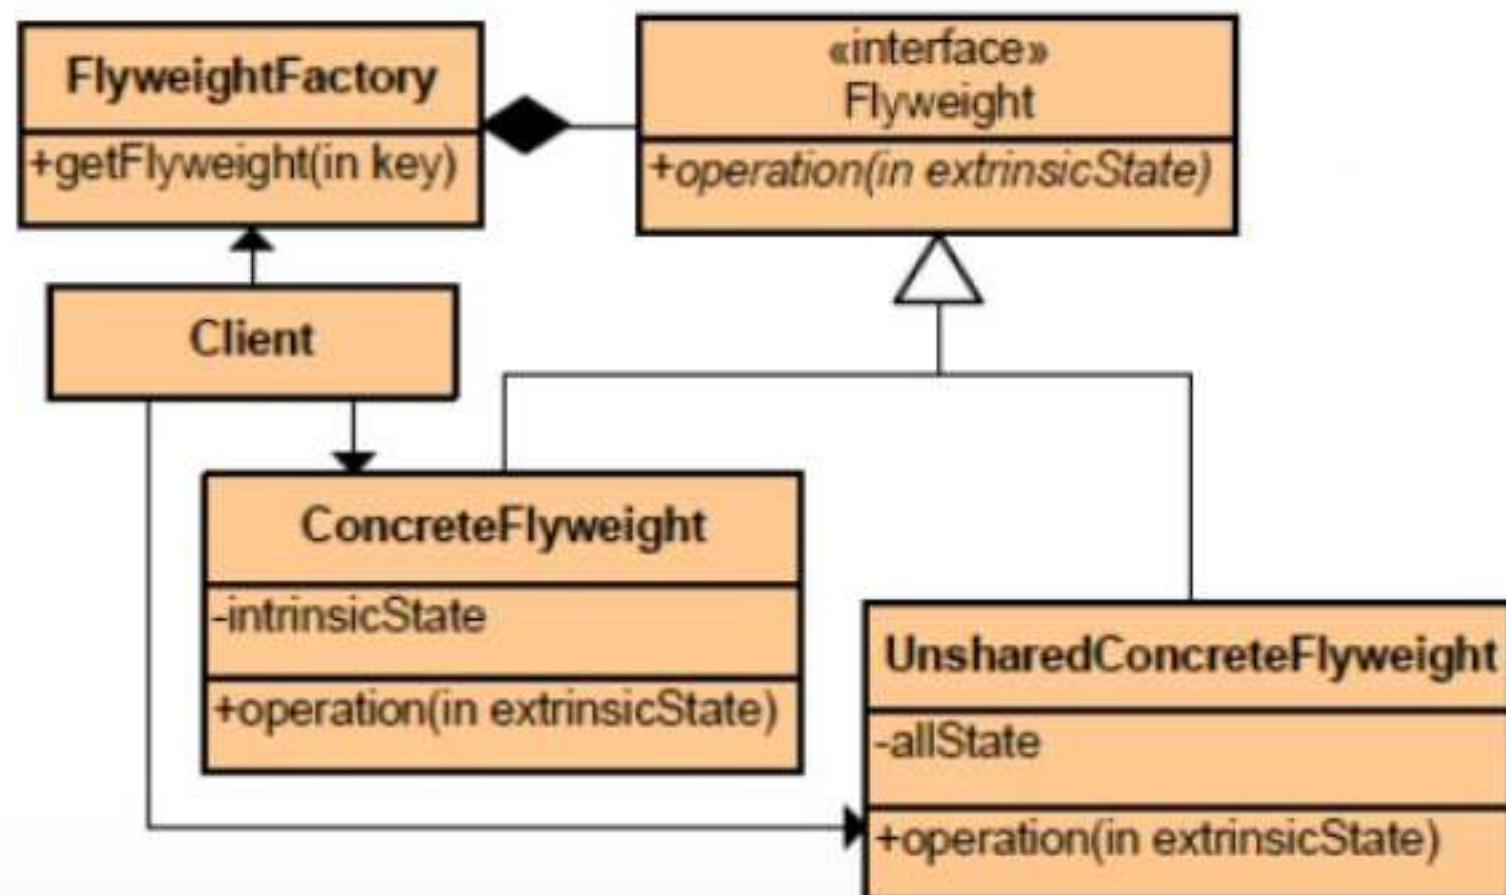 FlyweightFactory
+getFlyweight(in key)
«interface»
Flyweight
+operation(in extrinsicState)
Client
ConcreteFlyweight
-intrinsicState
+operation(in extrinsicState)
UnsharedConcreteFlyweight
-allState
+operation(in extrinsicState)